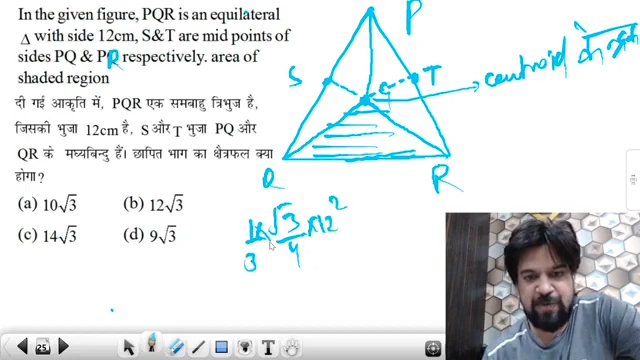 In the given figure, PQR is an equilateral
Δ with side 12cm, S&T are mid points of
sides PQ & PR respectively. area of
shaded region
दी गई आकृति में, PQR एक समबाहु त्रिभुज है,
जिसकी भुजा 12cm है, S और T भुजा PQ और
QR के मध्यबिन्दु हैं। छापित भाग का क्षेत्रफल क्या
होगा?
(a) 10√3 (b) 12√3
(c) 14√3 (d) 9√3
P
S
T
centroid
Q
R
1/3 × √3/4 × 12²
25